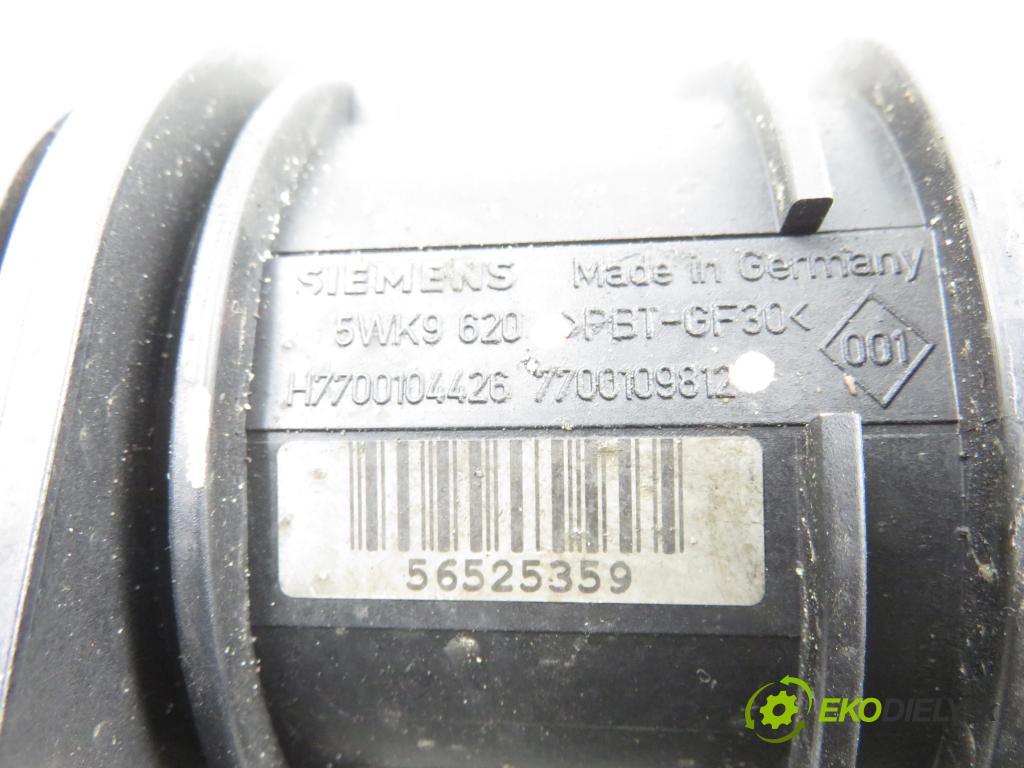 SIEMENS Made in Germany
5WK9 620 >PBT-GF30<
001
H7700104426 7700109812
56525359
EKODIELY